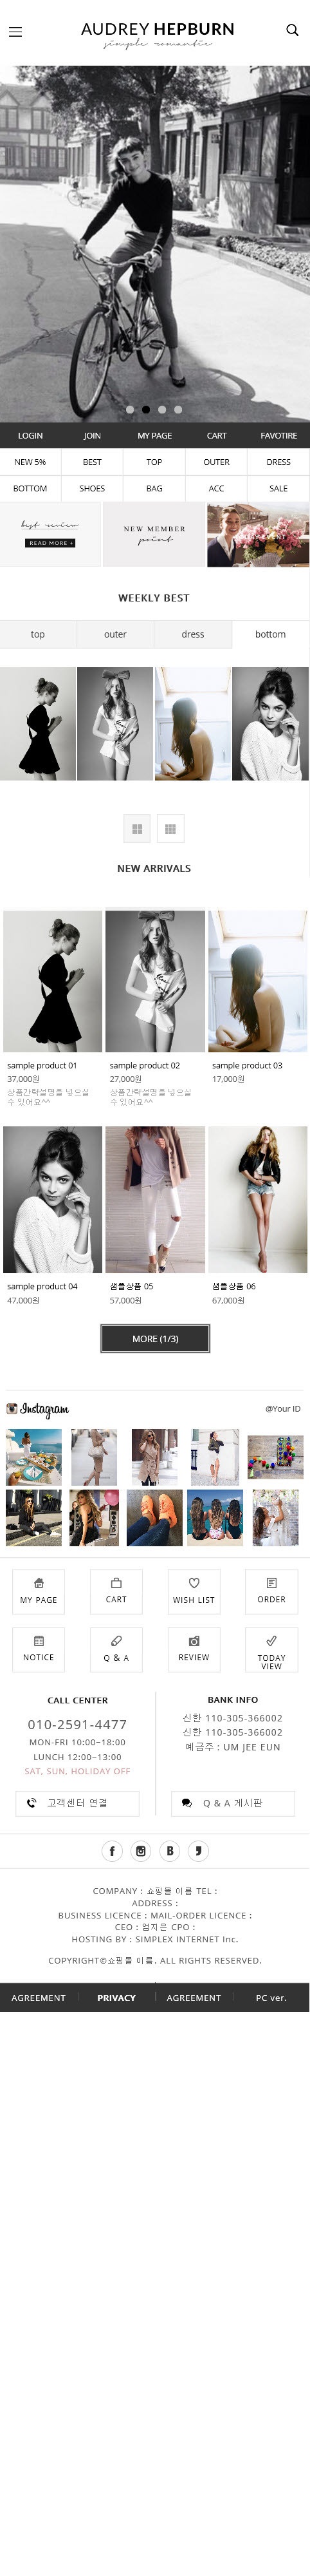 AUDREY HEPBURN
simple romantic
LOGIN JOIN MY PAGE CART FAVOTIRE
NEW 5% BEST TOP OUTER DRESS
BOTTOM SHOES BAG ACC SALE
best review
READ MORE +
NEW MEMBER
point
EVENT
WEEKLY BEST
top outer dress bottom
NEW ARRIVALS
sample product 01
37,000원
상품간략설명을 넣으실
수 있어요^^
sample product 02
27,000원
상품간략설명을 넣으실
수 있어요^^
sample product 03
17,000원
sample product 04
47,000원
샘플상품 05
57,000원
샘플상품 06
67,000원
MORE (1/3)
Instagram @Your ID
MY PAGE CART WISH LIST ORDER
NOTICE Q & A REVIEW TODAY
VIEW
CALL CENTER
010-2591-4477
MON-FRI 10:00~18:00
LUNCH 12:00~13:00
SAT, SUN, HOLIDAY OFF
고객센터 연결
BANK INFO
신한 110-305-366002
신한 110-305-366002
예금주 : UM JEE EUN
Q & A 게시판
COMPANY : 쇼핑몰 이름 TEL :
ADDRESS :
BUSINESS LICENCE : MAIL-ORDER LICENCE :
CEO : 엄지은 CPO :
HOSTING BY : SIMPLEX INTERNET Inc.
COPYRIGHT©쇼핑몰 이름. ALL RIGHTS RESERVED.
AGREEMENT PRIVACY AGREEMENT PC ver.